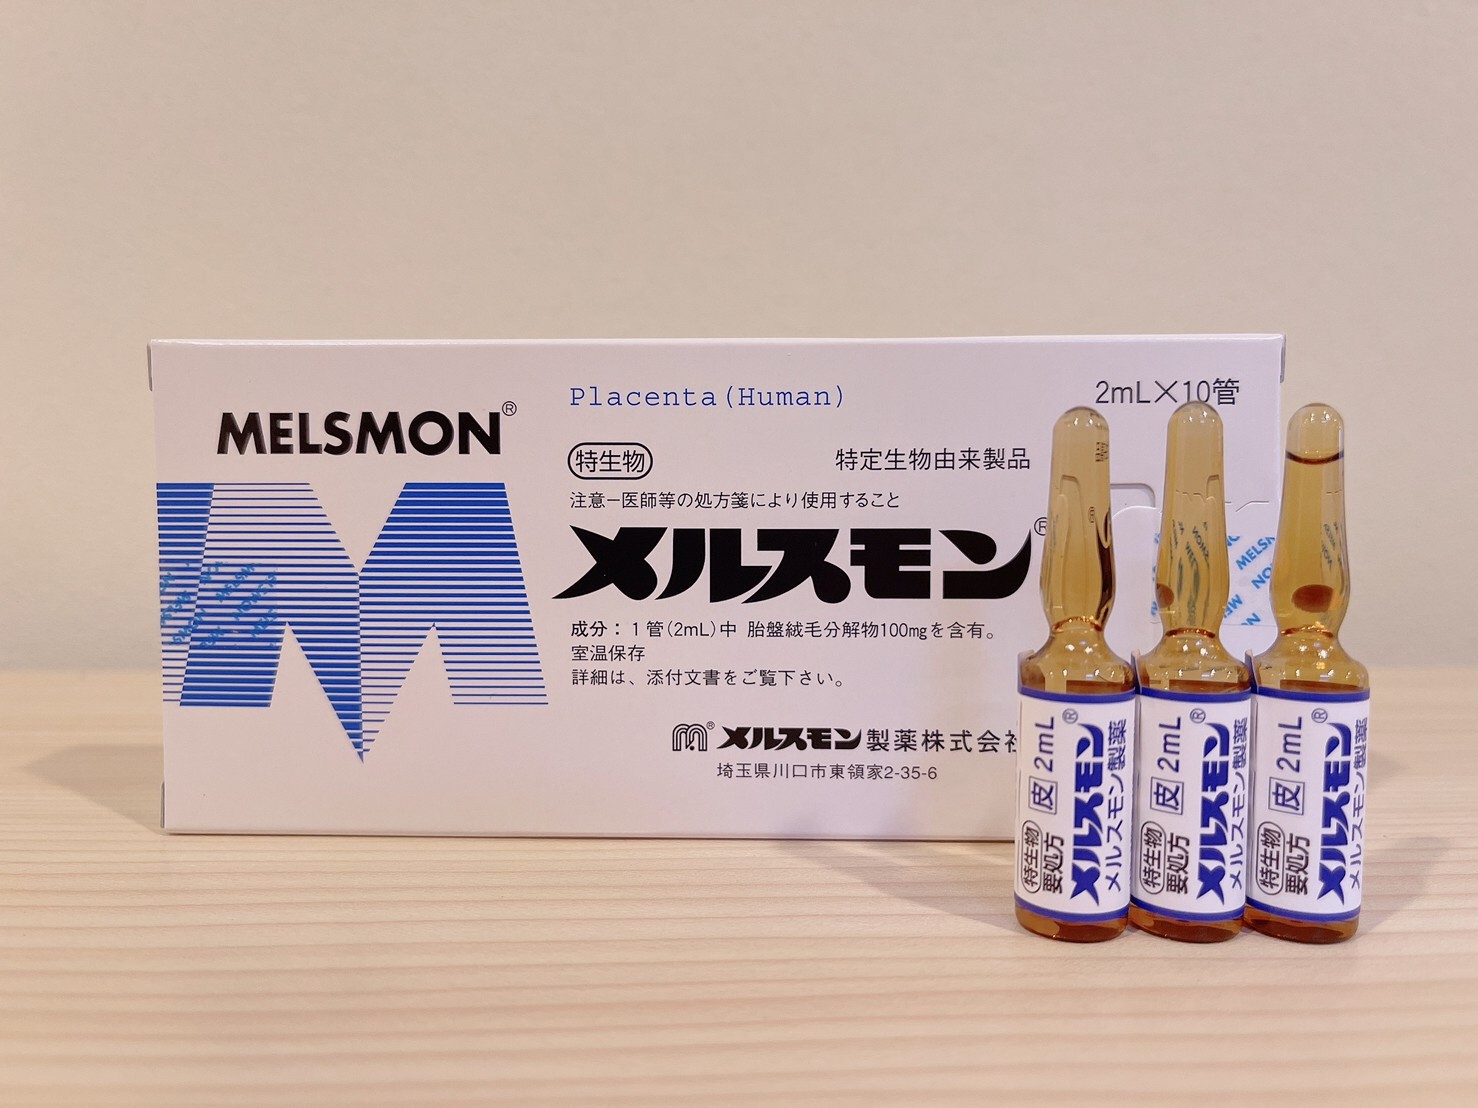 MELSMON®
Placenta (Human)
2mL×10管
特生物
特定生物由来製品
注意−医師等の処方箋により使用すること
メルスモン®
成分：1管(2mL)中 胎盤絨毛分解物100mgを含有。
室温保存
詳細は、添付文書をご覧下さい。
メルスモン製薬株式会社
埼玉県川口市東領家2-35-6
特生物 皮 2mL
要処方
メルスモン®
メルスモン製薬
特生物 皮 2mL
要処方
メルスモン®
メルスモン製薬
特生物 皮 2mL
要処方
メルスモン®
メルスモン製薬